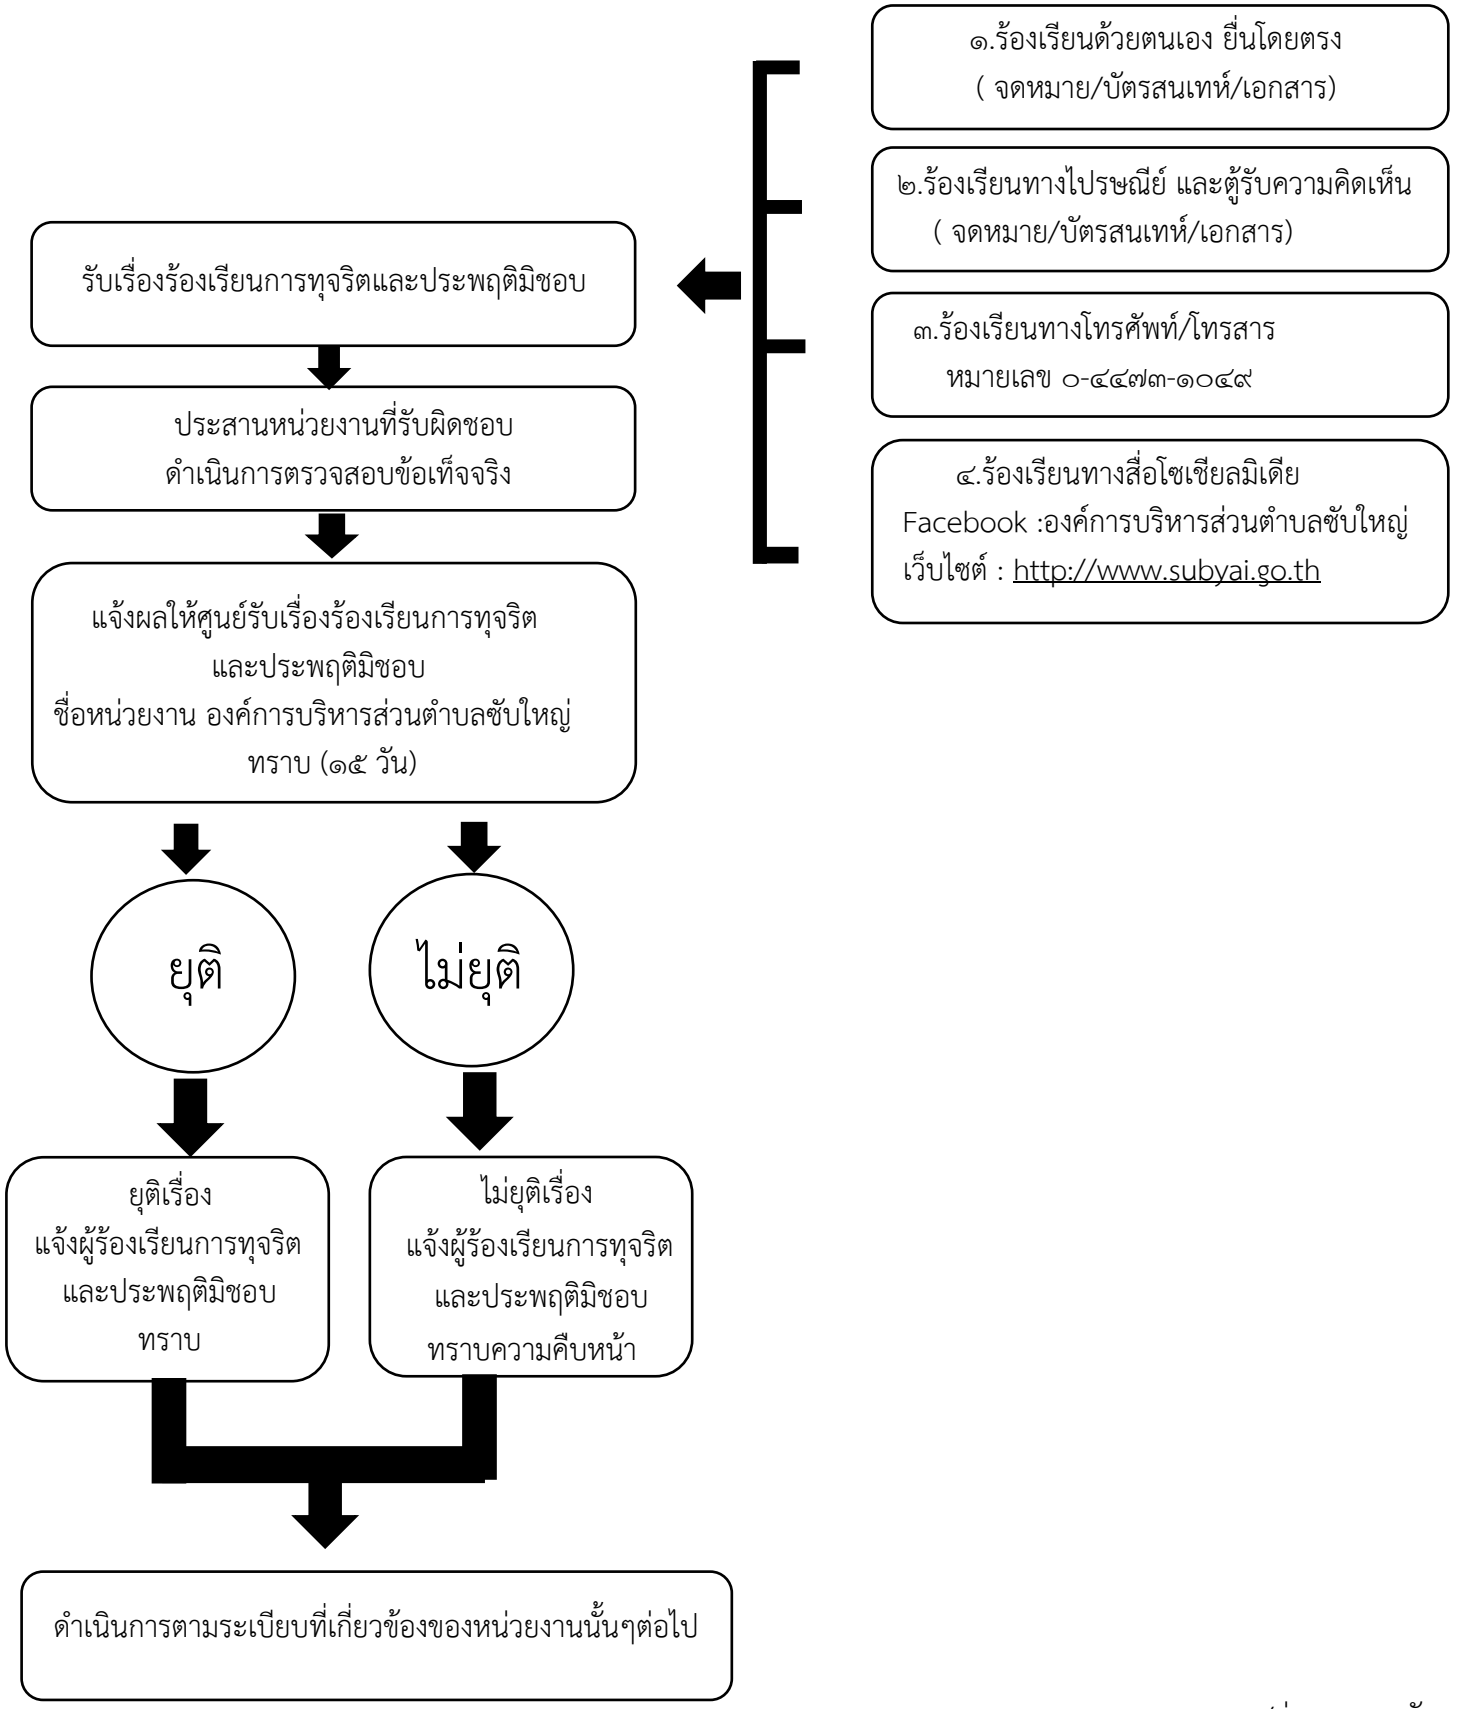 ๑.ร้องเรียนด้วยตนเอง ยื่นโดยตรง
( จดหมาย/บัตรสนเทห์/เอกสาร)
๒.ร้องเรียนทางไปรษณีย์ และตู้รับความคิดเห็น
( จดหมาย/บัตรสนเทห์/เอกสาร)
๓.ร้องเรียนทางโทรศัพท์/โทรสาร
หมายเลข ๐-๔๔๗๓-๑๐๔๙
๔.ร้องเรียนทางสื่อโซเชียลมิเดีย
Facebook :องค์การบริหารส่วนตำบลซับใหญ่
เว็บไซต์ : http://www.subyai.go.th
รับเรื่องร้องเรียนการทุจริตและประพฤติมิชอบ
ประสานหน่วยงานที่รับผิดชอบ
ดำเนินการตรวจสอบข้อเท็จจริง
แจ้งผลให้ศูนย์รับเรื่องร้องเรียนการทุจริต
และประพฤติมิชอบ
ชื่อหน่วยงาน องค์การบริหารส่วนตำบลซับใหญ่
ทราบ (๑๕ วัน)
ยุติ
ไม่ยุติ
ยุติเรื่อง
แจ้งผู้ร้องเรียนการทุจริต
และประพฤติมิชอบ
ทราบ
ไม่ยุติเรื่อง
แจ้งผู้ร้องเรียนการทุจริต
และประพฤติมิชอบ
ทราบความคืบหน้า
ดำเนินการตามระเบียบที่เกี่ยวข้องของหน่วยงานนั้นๆต่อไป